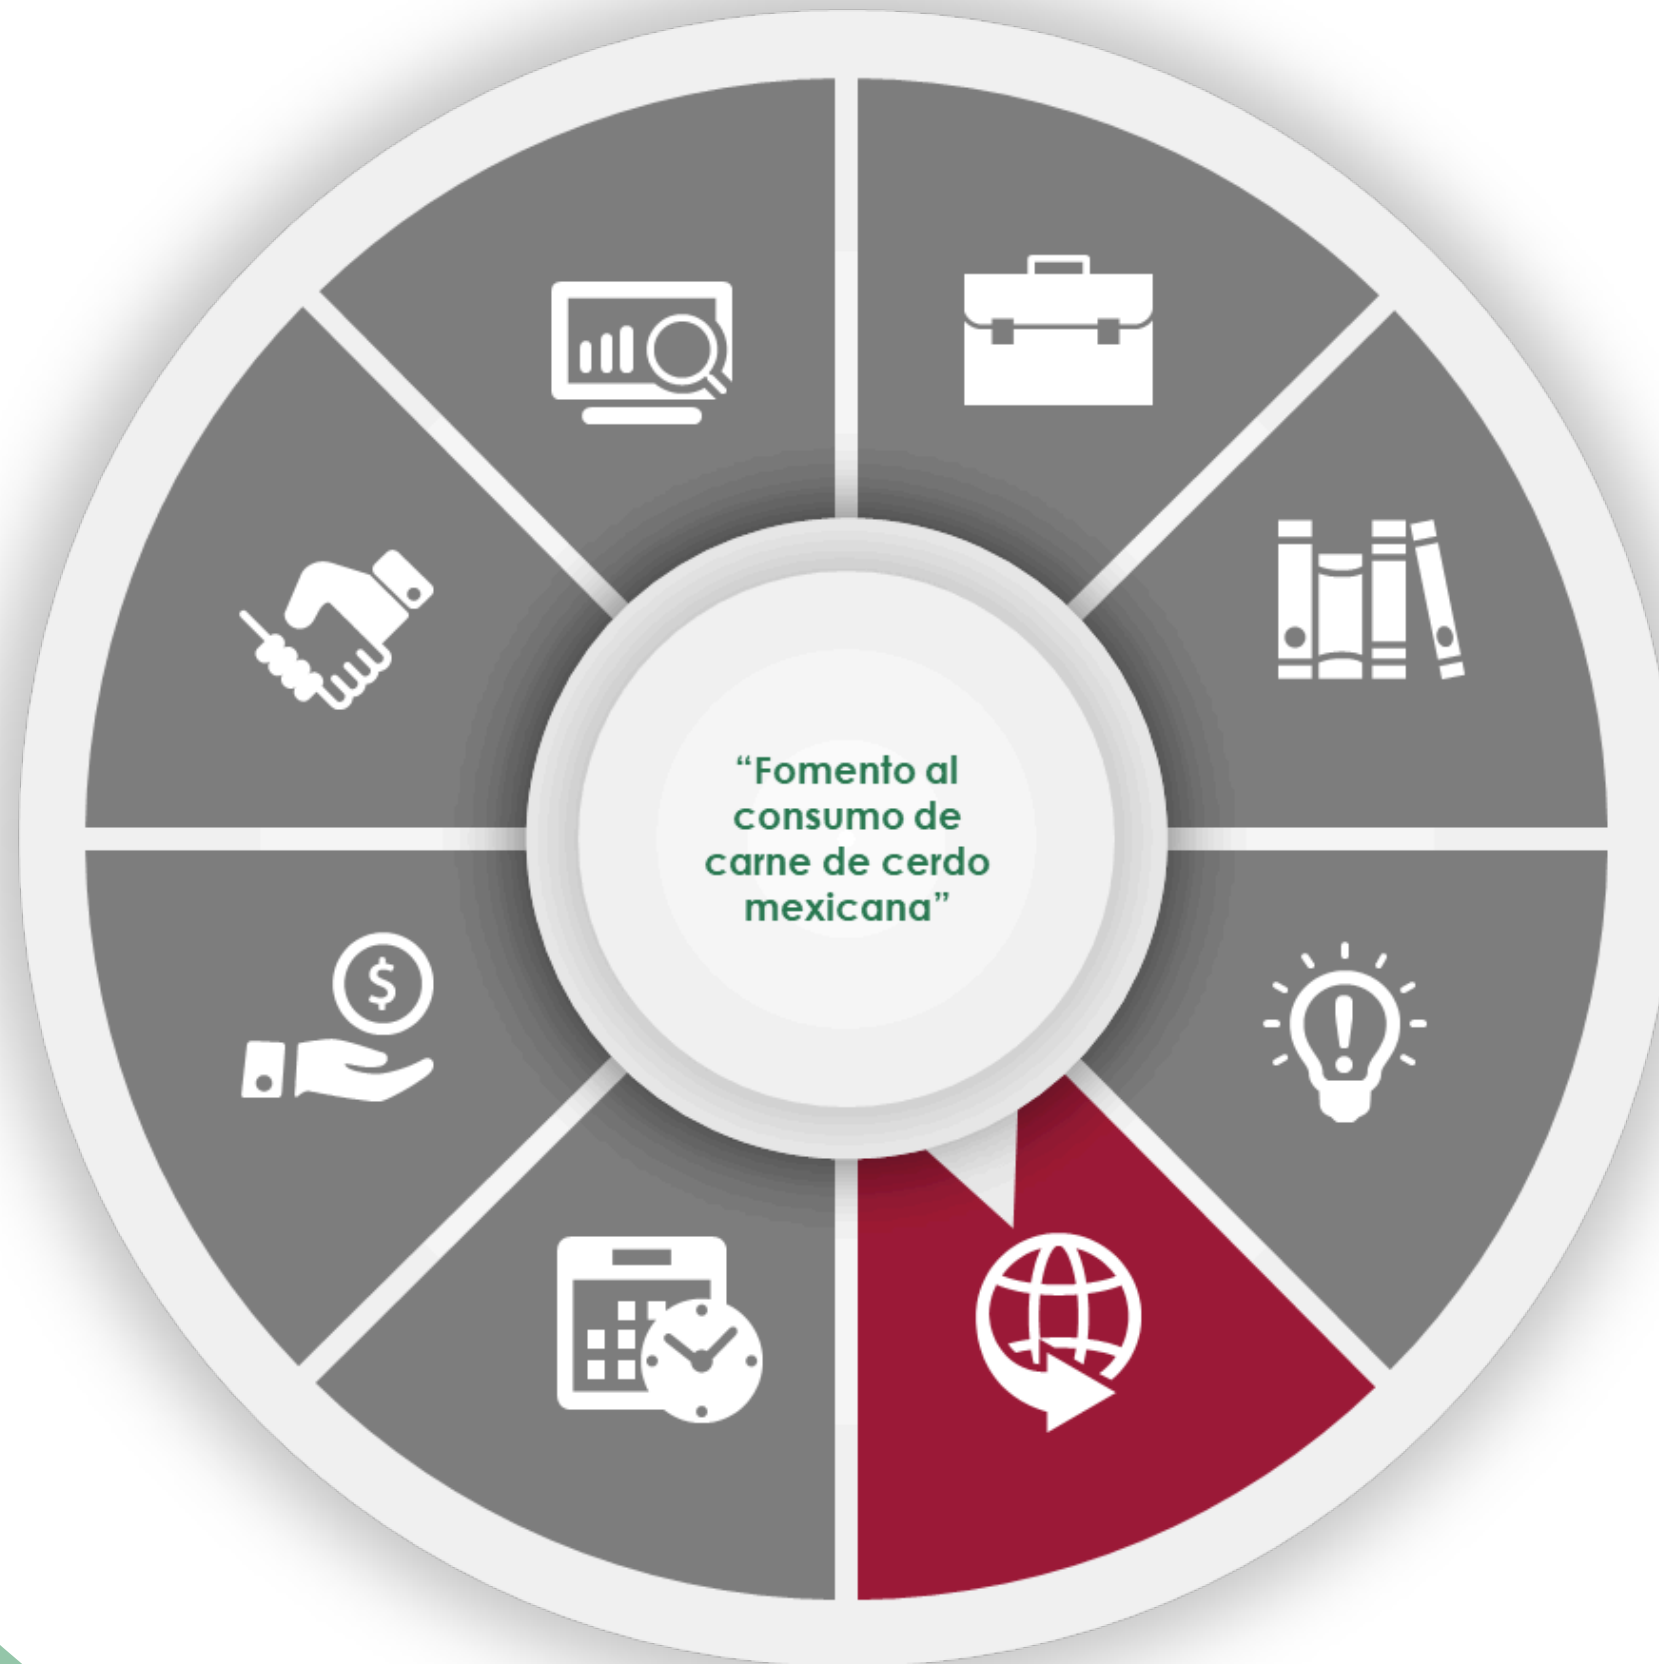 “Fomento al
consumo de
carne de cerdo
mexicana”
$
!